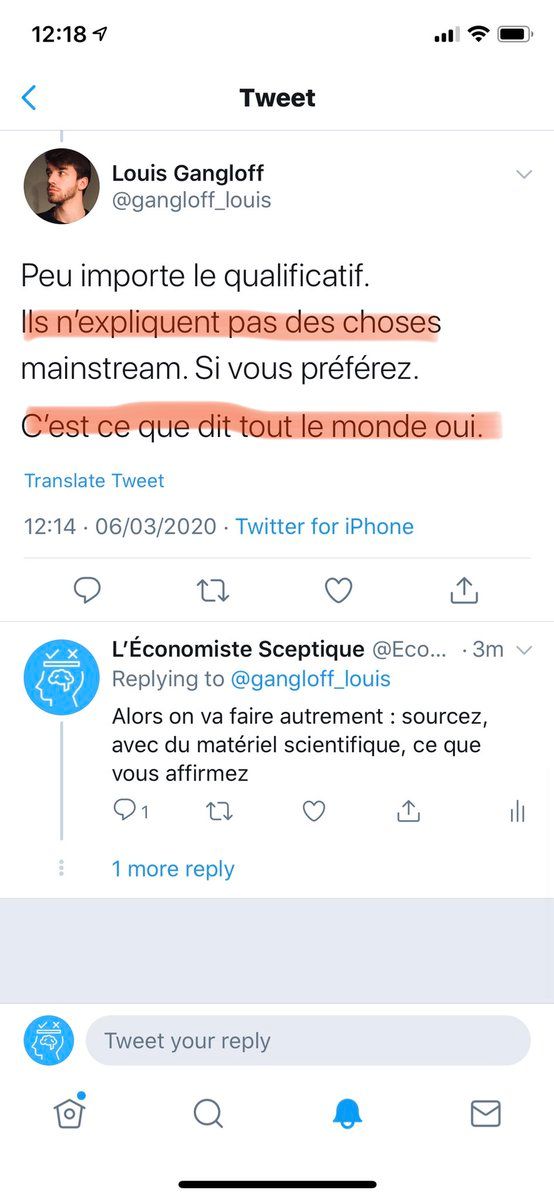 12:18
Tweet
Louis Gangloff
@gangloff_louis
Peu importe le qualificatif.
Ils n'expliquent pas des choses
mainstream. Si vous préférez.
C'est ce que dit tout le monde oui.
Translate Tweet
12:14 · 06/03/2020 · Twitter for iPhone
L'Économiste Sceptique @Eco... · 3m
Replying to @gangloff_louis
Alors on va faire autrement : sourcez,
avec du matériel scientifique, ce que
vous affirmez
1
1 more reply
Tweet your reply